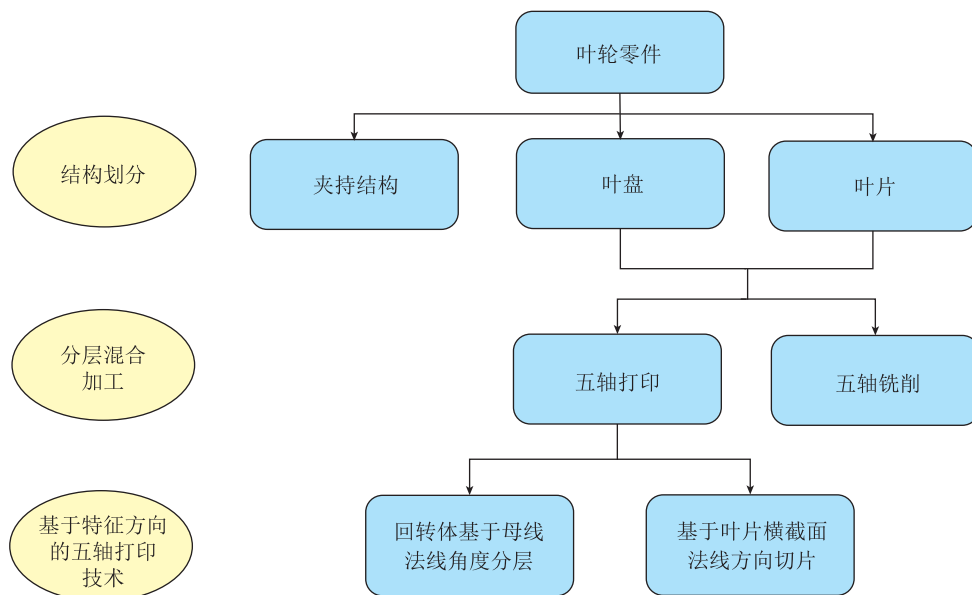 叶轮零件
结构划分
夹持结构
叶盘
叶片
分层混合
加工
五轴打印
五轴铣削
基于特征方向
的五轴打印
技术
回转体基于母线
法线角度分层
基于叶片横截面
法线方向切片